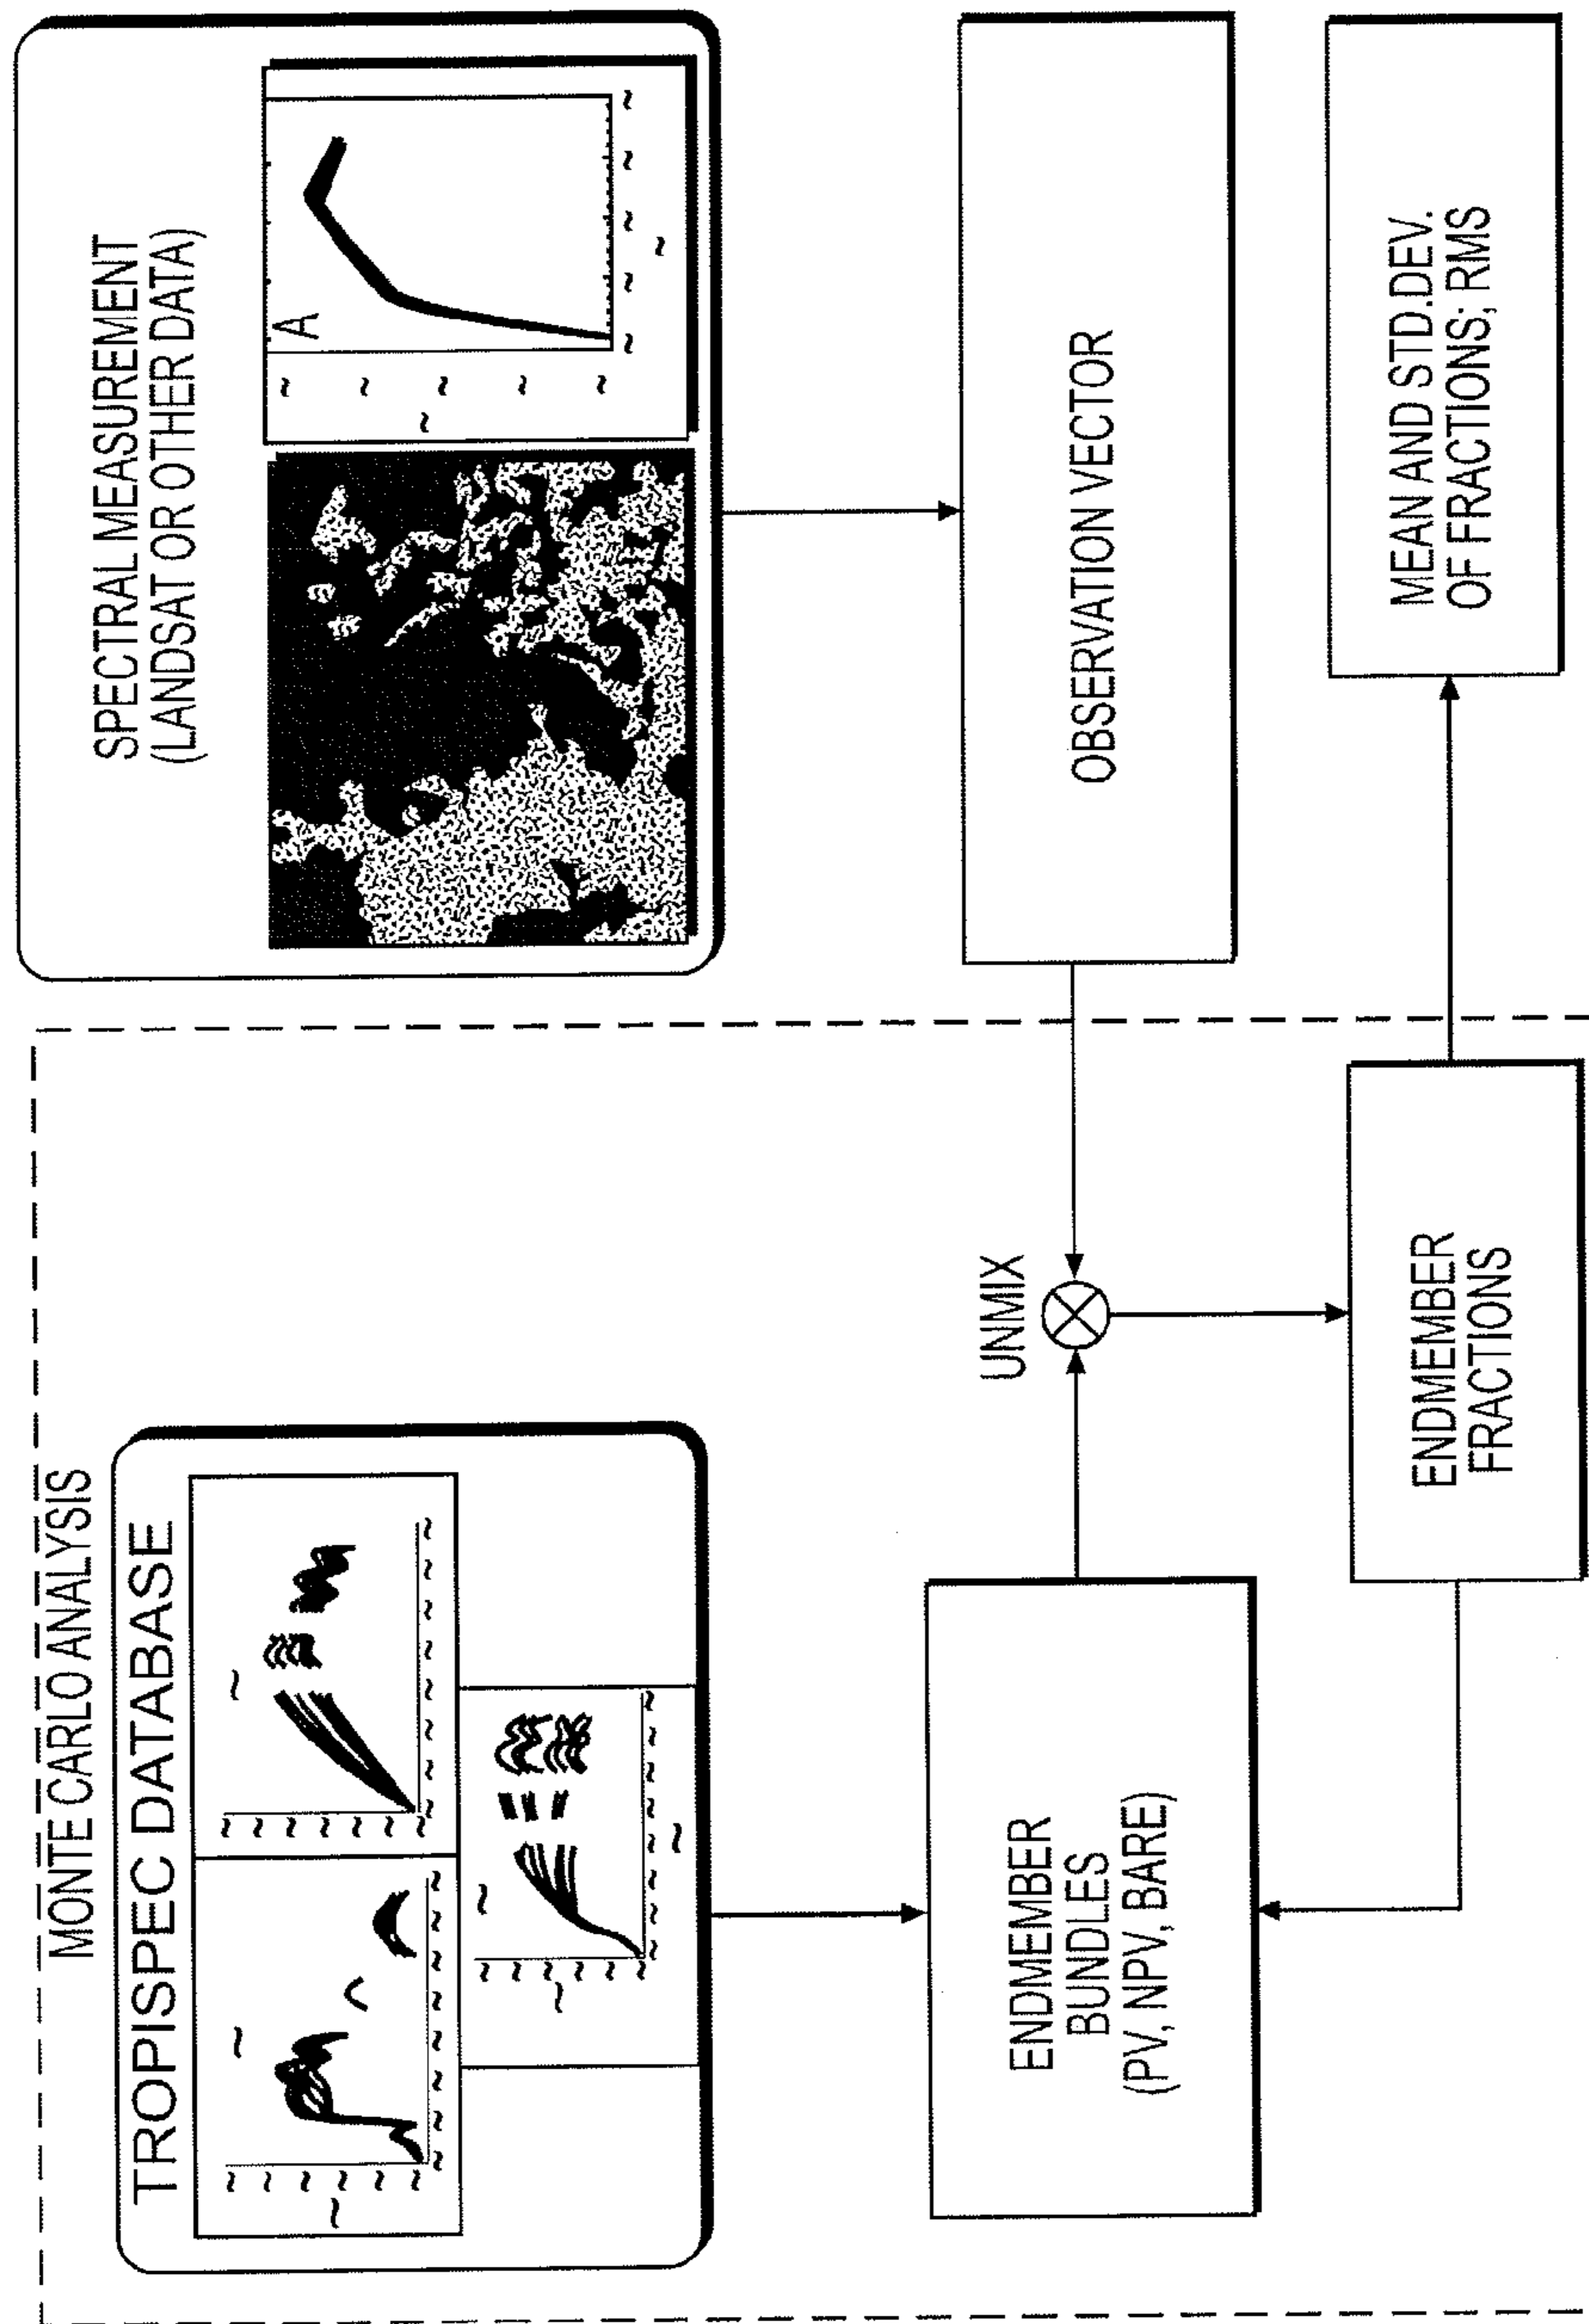 MONTE CARLO ANALYSIS
TROPISPEC DATABASE
SPECTRAL MEASUREMENT
(LANDSAT OR OTHER DATA)
A
UNMIX
ENDMEMBER
BUNDLES
(PV, NPV, BARE)
OBSERVATION VECTOR
ENDMEMBER
FRACTIONS
MEAN AND STD.DEV.
OF FRACTIONS; RMS